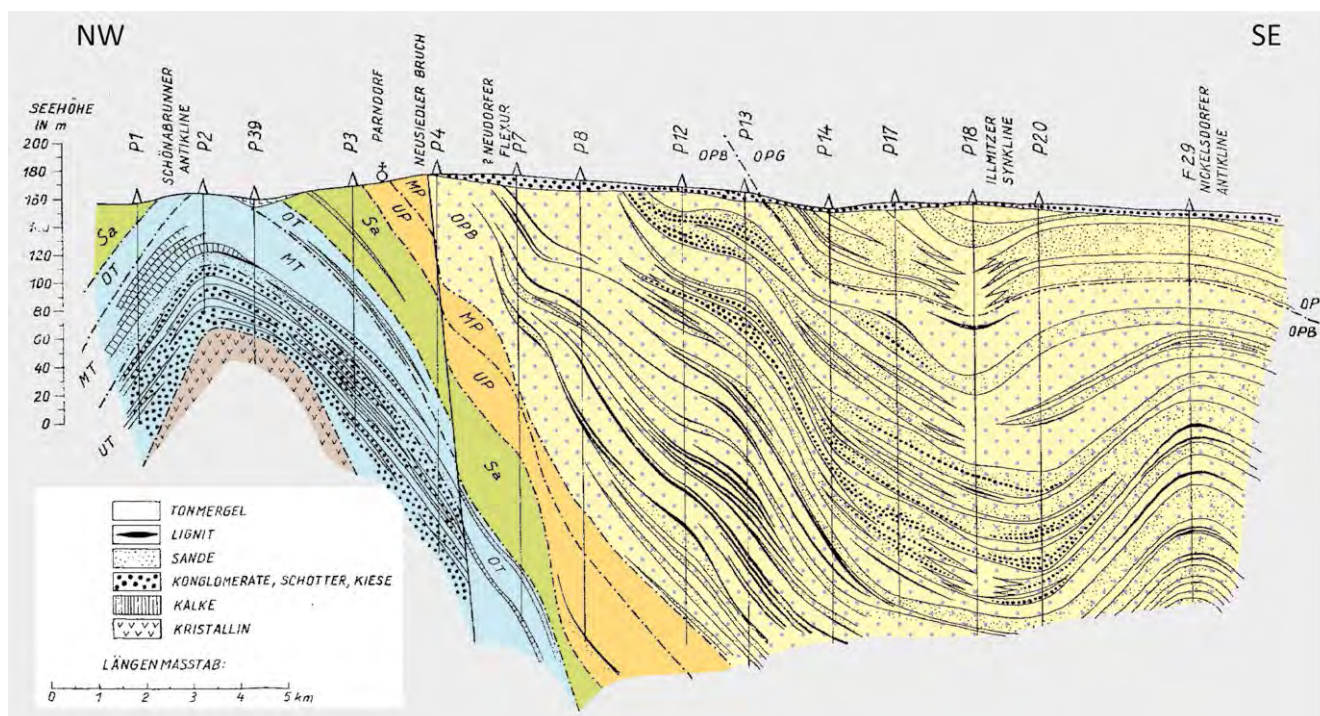 NW
SE
SEEHÖHE
IN m
200
180
160
120
100
80
60
40
20
0
P1
SCHÖNABRUNNER
ANTIKLINE
P2
P39
P3
PARNDORF
NEUSIEDLER BRUCH
P4
? NEUDORFER
FLEXUR
P7
P8
P12
P13
P14
P17
P18
ILLMITZER
SYNKLINE
P20
F 29
NICKELSDORFER
ANTIKLINE
OPB
OPG
Sa
OT
MT
UT
OT
MT
Sa
UP
MP
OPB
MP
UP
Sa
OT
OP
OPB
TONMERGEL
LIGNIT
SANDE
KONGLOMERATE, SCHOTTER, KIESE
KALKE
KRISTALLIN
LÄNGEN MASSTAB:
0 1 2 3 4 5 km